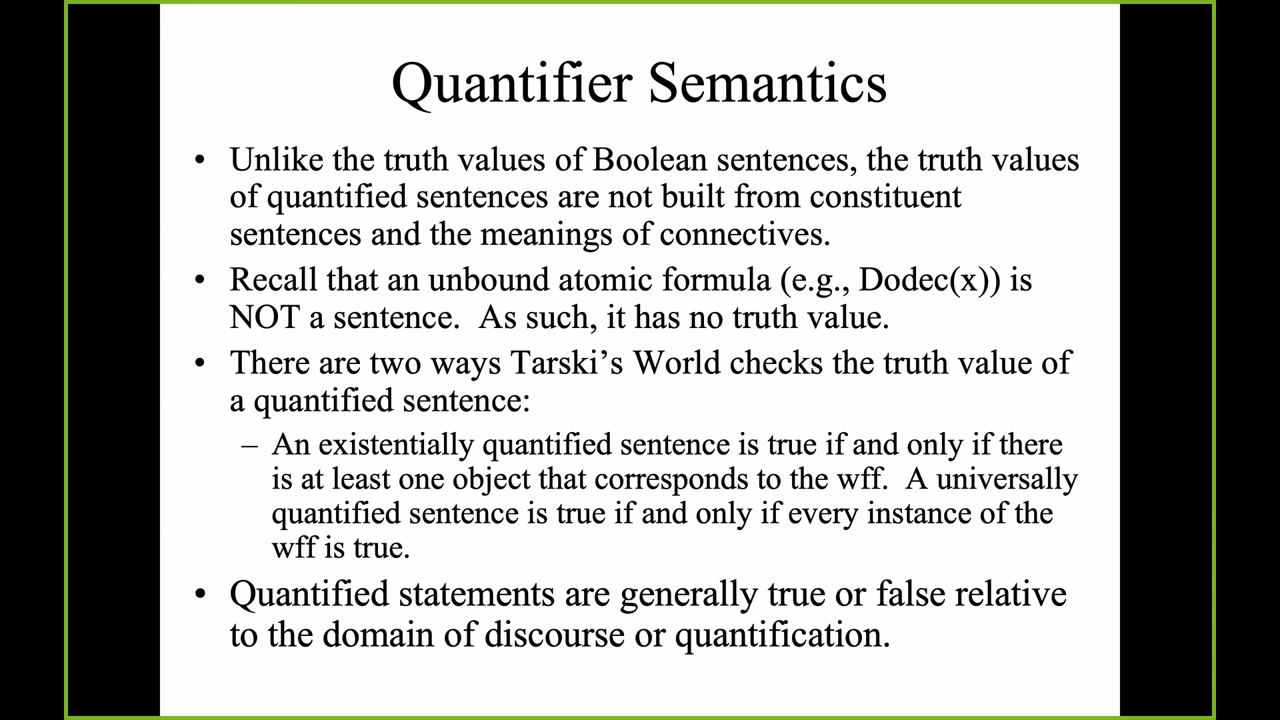 Quantifier Semantics
• Unlike the truth values of Boolean sentences, the truth values
of quantified sentences are not built from constituent
sentences and the meanings of connectives.
• Recall that an unbound atomic formula (e.g., Dodec(x)) is
NOT a sentence.  As such, it has no truth value.
• There are two ways Tarski’s World checks the truth value of
a quantified sentence:
– An existentially quantified sentence is true if and only if there
is at least one object that corresponds to the wff.  A universally
quantified sentence is true if and only if every instance of the
wff is true.
• Quantified statements are generally true or false relative
to the domain of discourse or quantification.